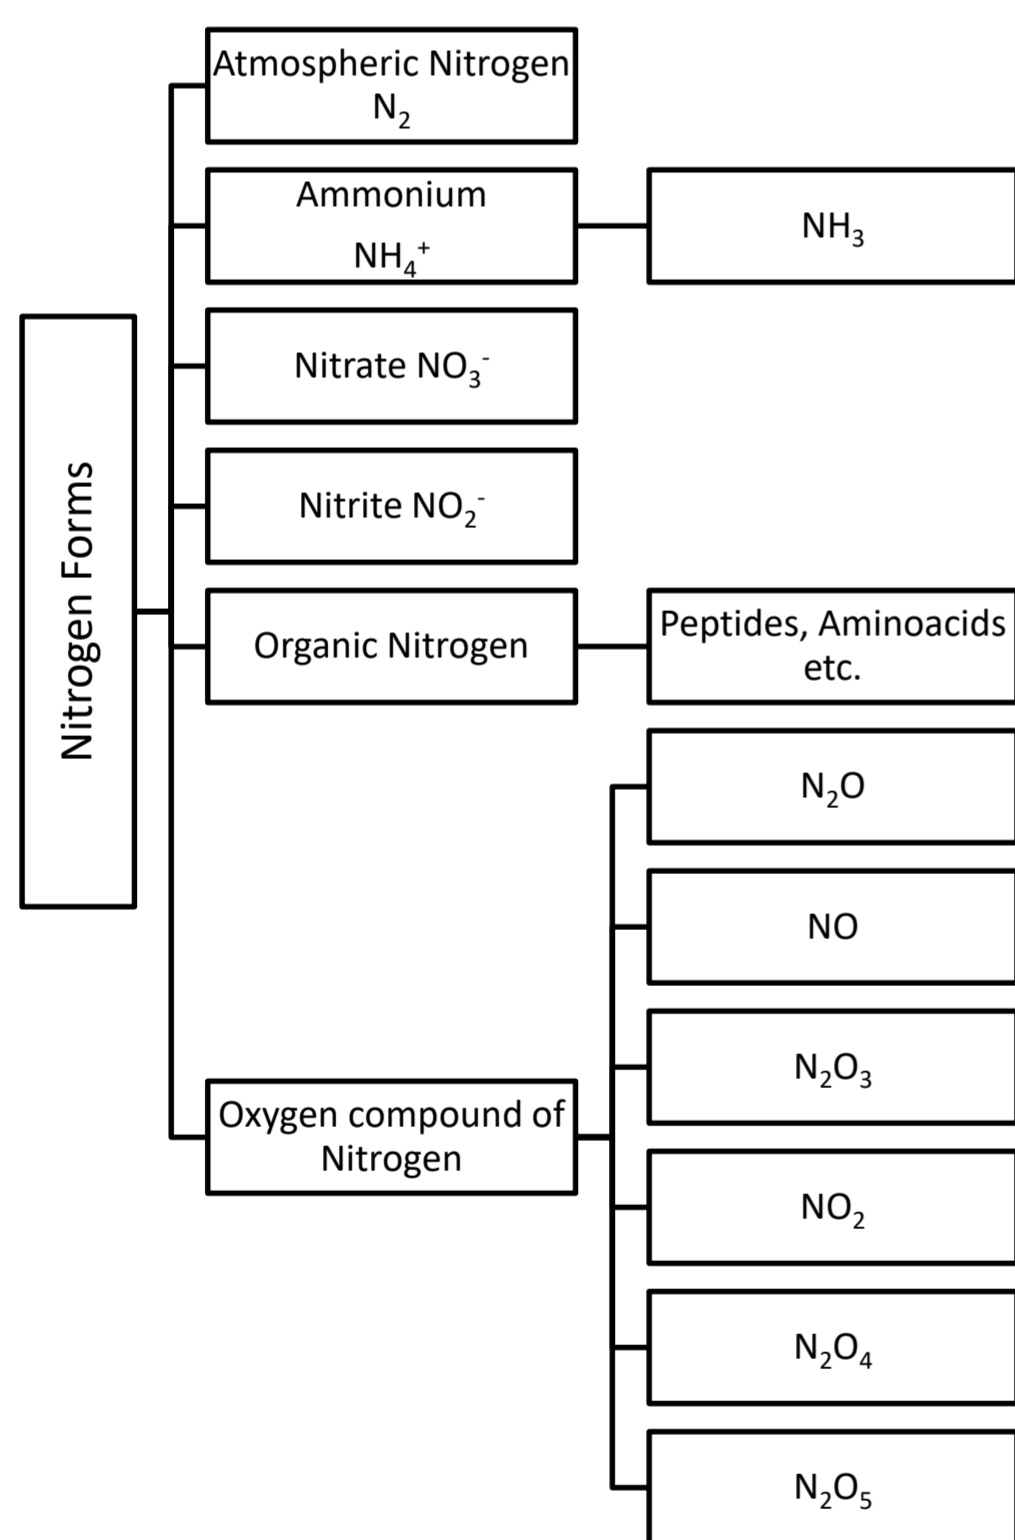 Nitrogen Forms
Atmospheric Nitrogen
N₂
Ammonium
NH₄⁺
NH₃
Nitrate NO₃⁻
Nitrite NO₂⁻
Organic Nitrogen
Peptides, Aminoacids
etc.
Oxygen compound of
Nitrogen
N₂O
NO
N₂O₃
NO₂
N₂O₄
N₂O₅